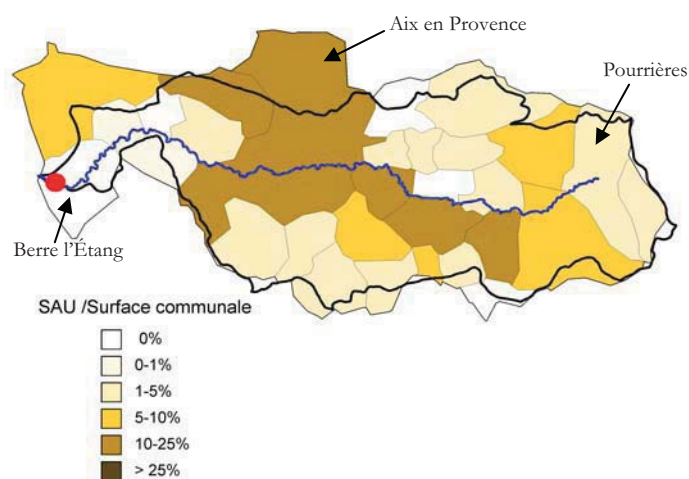 Aix en Provence
Pourrières
Berre l'Étang
SAU /Surface communale
0%
0-1%
1-5%
5-10%
10-25%
> 25%